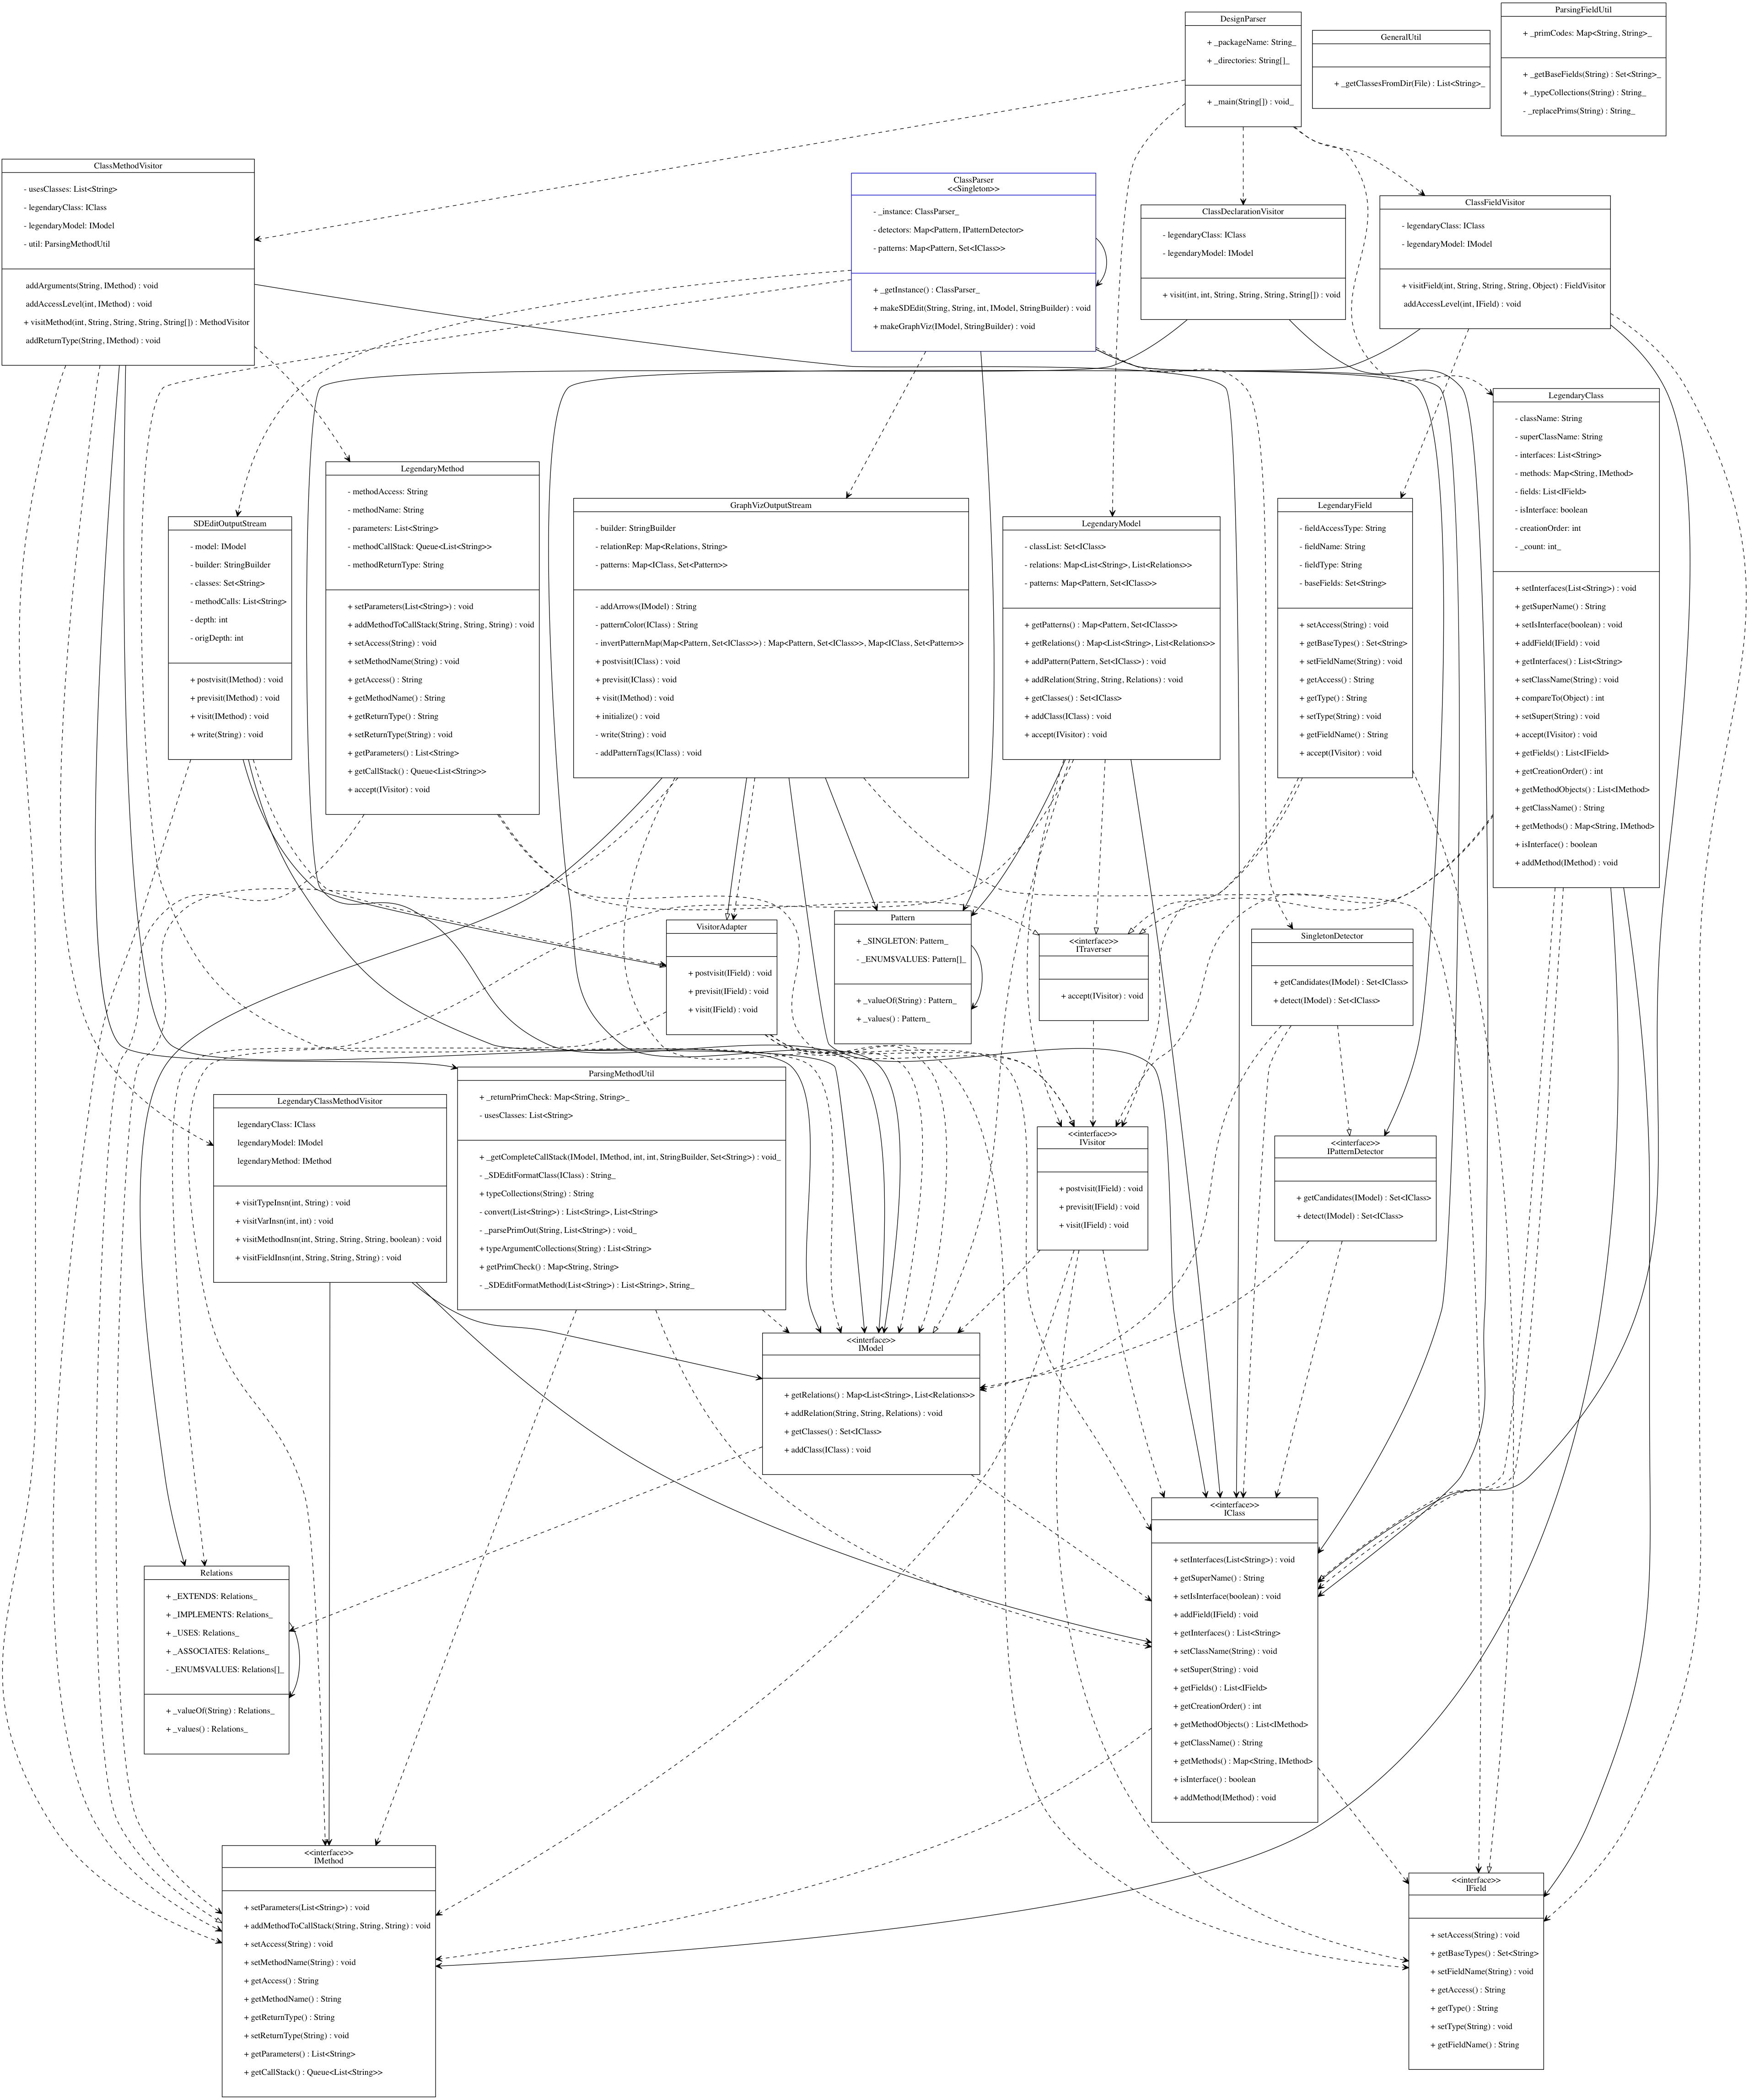 DesignParser
+ _packageName: String_
+ _directories: String[]_
+ _main(String[]) : void_
GeneralUtil
+ _getClassesFromDir(File) : List<String>_
ParsingFieldUtil
+ _primCodes: Map<String, String>_
+ _getBaseFields(String) : Set<String>_
+ _typeCollections(String) : String_
- _replacePrims(String) : String_
ClassMethodVisitor
- usesClasses: List<String>
- legendaryClass: IClass
- legendaryModel: IModel
- util: ParsingMethodUtil
addArguments(String, IMethod) : void
addAccessLevel(int, IMethod) : void
+ visitMethod(int, String, String, String, String[]) : MethodVisitor
addReturnType(String, IMethod) : void
ClassParser
<<Singleton>>
- _instance: ClassParser_
- detectors: Map<Pattern, IPatternDetector>
- patterns: Map<Pattern, Set<IClass>>
+ _getInstance() : ClassParser_
+ makeSDEdit(String, String, int, IModel, StringBuilder) : void
+ makeGraphViz(IModel, StringBuilder) : void
ClassDeclarationVisitor
- legendaryClass: IClass
- legendaryModel: IModel
+ visit(int, int, String, String, String, String[]) : void
ClassFieldVisitor
- legendaryClass: IClass
- legendaryModel: IModel
+ visitField(int, String, String, String, Object) : FieldVisitor
addAccessLevel(int, IField) : void
LegendaryClass
- className: String
- superClassName: String
- interfaces: List<String>
- methods: Map<String, IMethod>
- fields: List<IField>
- isInterface: boolean
- creationOrder: int
- _count: int_
+ setInterfaces(List<String>) : void
+ getSuperName() : String
+ setIsInterface(boolean) : void
+ addField(IField) : void
+ getInterfaces() : List<String>
+ setClassName(String) : void
+ compareTo(Object) : int
+ setSuper(String) : void
+ accept(IVisitor) : void
+ getFields() : List<IField>
+ getCreationOrder() : int
+ getMethodObjects() : List<IMethod>
+ getClassName() : String
+ getMethods() : Map<String, IMethod>
+ isInterface() : boolean
+ addMethod(IMethod) : void
SDEditOutputStream
- model: IModel
- builder: StringBuilder
- classes: Set<String>
- methodCalls: List<String>
- depth: int
- origDepth: int
+ postvisit(IMethod) : void
+ previsit(IMethod) : void
+ visit(IMethod) : void
+ write(String) : void
LegendaryMethod
- methodAccess: String
- methodName: String
- parameters: List<String>
- methodCallStack: Queue<List<String>>
- methodReturnType: String
+ setParameters(List<String>) : void
+ addMethodToCallStack(String, String, String) : void
+ setAccess(String) : void
+ setMethodName(String) : void
+ getAccess() : String
+ getMethodName() : String
+ getReturnType() : String
+ setReturnType(String) : void
+ getParameters() : List<String>
+ getCallStack() : Queue<List<String>>
+ accept(IVisitor) : void
GraphVizOutputStream
- builder: StringBuilder
- relationRep: Map<Relations, String>
- patterns: Map<IClass, Set<Pattern>>
- addArrows(IModel) : String
- patternColor(IClass) : String
- invertPatternMap(Map<Pattern, Set<IClass>>) : Map<Pattern, Set<IClass>>, Map<IClass, Set<Pattern>>
+ postvisit(IClass) : void
+ previsit(IClass) : void
+ visit(IMethod) : void
+ initialize() : void
- write(String) : void
- addPatternTags(IClass) : void
LegendaryModel
- classList: Set<IClass>
- relations: Map<List<String>, List<Relations>>
- patterns: Map<Pattern, Set<IClass>>
+ getPatterns() : Map<Pattern, Set<IClass>>
+ getRelations() : Map<List<String>, List<Relations>>
+ addPattern(Pattern, Set<IClass>) : void
+ addRelation(String, String, Relations) : void
+ getClasses() : Set<IClass>
+ addClass(IClass) : void
+ accept(IVisitor) : void
LegendaryField
- fieldAccessType: String
- fieldName: String
- fieldType: String
- baseFields: Set<String>
+ setAccess(String) : void
+ getBaseTypes() : Set<String>
+ setFieldName(String) : void
+ getAccess() : String
+ getType() : String
+ setType(String) : void
+ getFieldName() : String
+ accept(IVisitor) : void
VisitorAdapter
+ postvisit(IField) : void
+ previsit(IField) : void
+ visit(IField) : void
Pattern
+ _SINGLETON: Pattern_
- _ENUM$VALUES: Pattern[]_
+ _valueOf(String) : Pattern_
+ _values() : Pattern_
<<interface>>
ITraverser
+ accept(IVisitor) : void
SingletonDetector
+ getCandidates(IModel) : Set<IClass>
+ detect(IModel) : Set<IClass>
LegendaryClassMethodVisitor
legendaryClass: IClass
legendaryModel: IModel
legendaryMethod: IMethod
+ visitTypeInsn(int, String) : void
+ visitVarInsn(int, int) : void
+ visitMethodInsn(int, String, String, String, boolean) : void
+ visitFieldInsn(int, String, String, String) : void
ParsingMethodUtil
+ _returnPrimCheck: Map<String, String>_
- usesClasses: List<String>
+ _getCompleteCallStack(IModel, IMethod, int, int, StringBuilder, Set<String>) : void_
- _SDEditFormatClass(IClass) : String_
+ typeCollections(String) : String
- convert(List<String>) : List<String>, List<String>
- _parsePrimOut(String, List<String>) : void_
+ typeArgumentCollections(String) : List<String>
+ getPrimCheck() : Map<String, String>
- _SDEditFormatMethod(List<String>) : List<String>, String_
<<interface>>
IVisitor
+ postvisit(IField) : void
+ previsit(IField) : void
+ visit(IField) : void
<<interface>>
IPatternDetector
+ getCandidates(IModel) : Set<IClass>
+ detect(IModel) : Set<IClass>
<<interface>>
IModel
+ getRelations() : Map<List<String>, List<Relations>>
+ addRelation(String, String, Relations) : void
+ getClasses() : Set<IClass>
+ addClass(IClass) : void
<<interface>>
IClass
+ setInterfaces(List<String>) : void
+ getSuperName() : String
+ setIsInterface(boolean) : void
+ addField(IField) : void
+ getInterfaces() : List<String>
+ setClassName(String) : void
+ setSuper(String) : void
+ getFields() : List<IField>
+ getCreationOrder() : int
+ getMethodObjects() : List<IMethod>
+ getClassName() : String
+ getMethods() : Map<String, IMethod>
+ isInterface() : boolean
+ addMethod(IMethod) : void
Relations
+ _EXTENDS: Relations_
+ _IMPLEMENTS: Relations_
+ _USES: Relations_
+ _ASSOCIATES: Relations_
- _ENUM$VALUES: Relations[]_
+ _valueOf(String) : Relations_
+ _values() : Relations_
<<interface>>
IMethod
+ setParameters(List<String>) : void
+ addMethodToCallStack(String, String, String) : void
+ setAccess(String) : void
+ setMethodName(String) : void
+ getAccess() : String
+ getMethodName() : String
+ getReturnType() : String
+ setReturnType(String) : void
+ getParameters() : List<String>
+ getCallStack() : Queue<List<String>>
<<interface>>
IField
+ setAccess(String) : void
+ getBaseTypes() : Set<String>
+ setFieldName(String) : void
+ getAccess() : String
+ getType() : String
+ setType(String) : void
+ getFieldName() : String